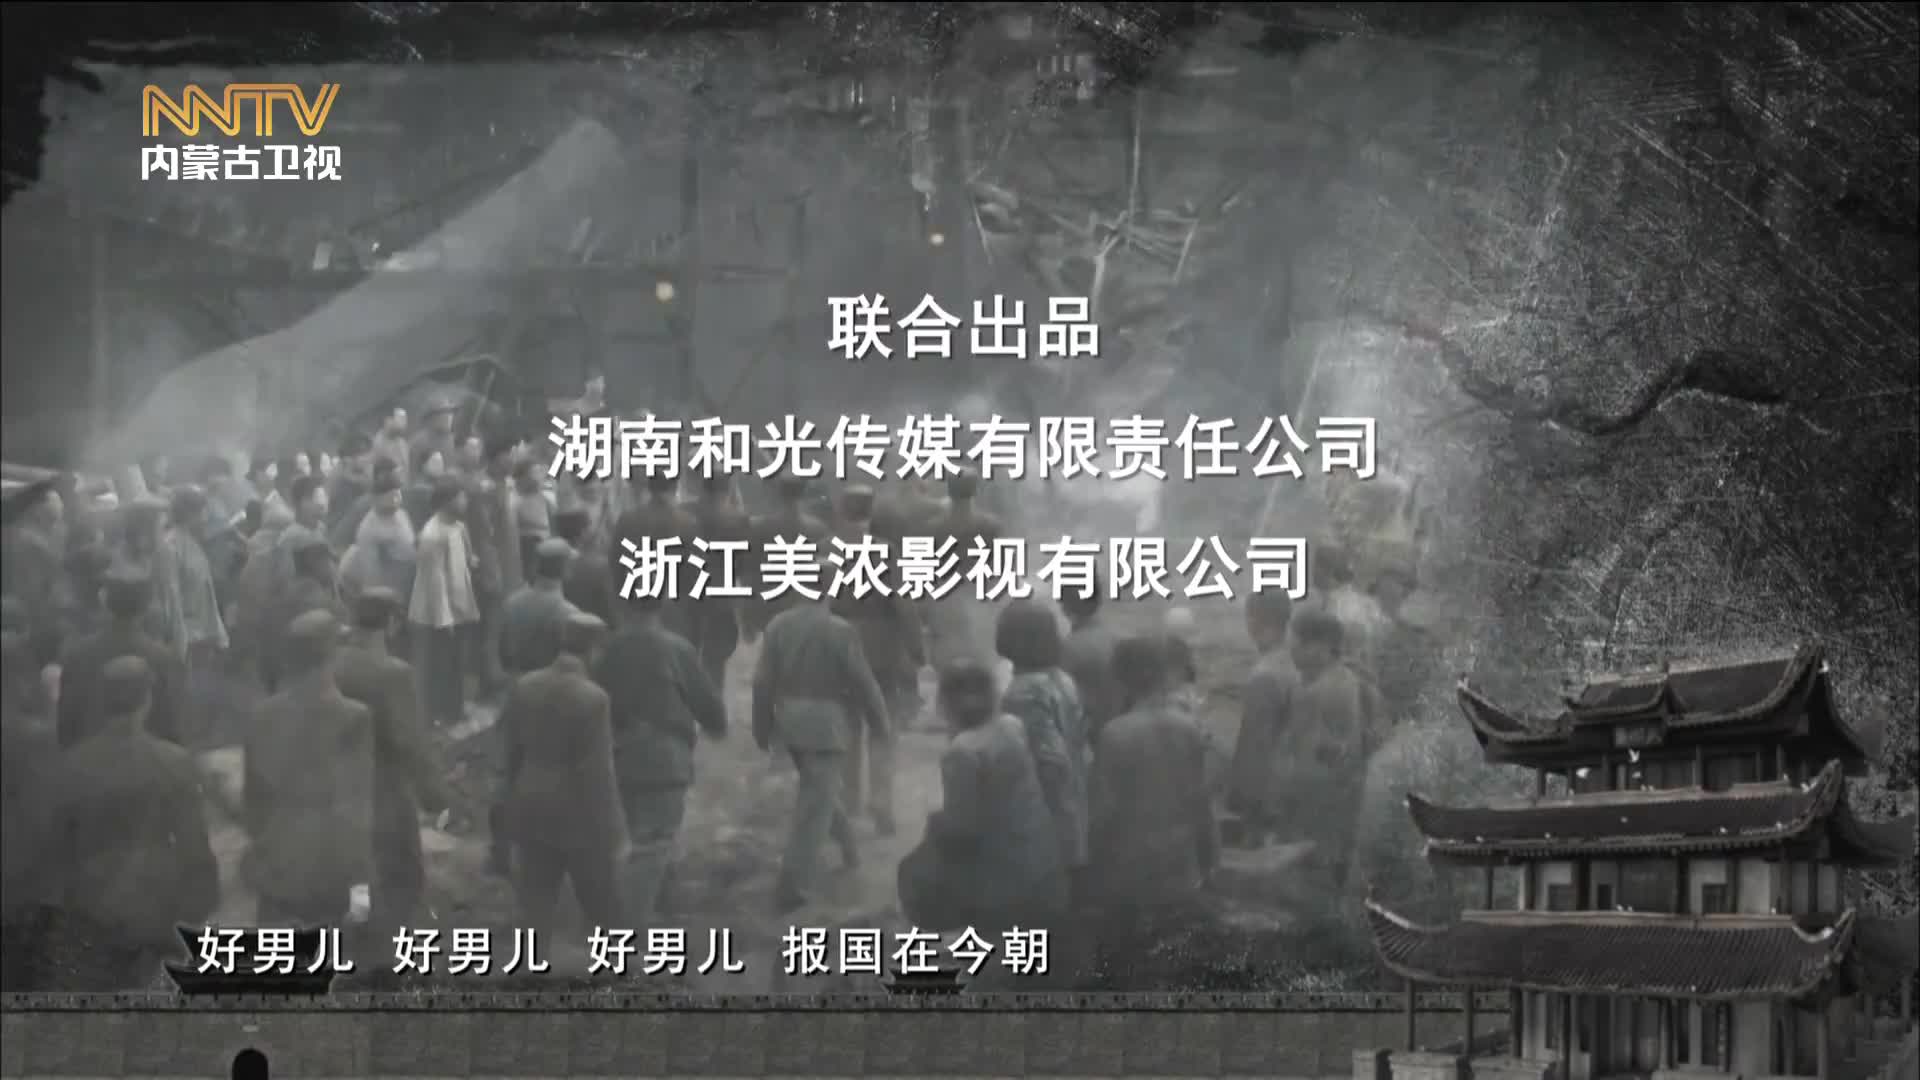 NNTV
内蒙古卫视
联合出品
湖南和光传媒有限责任公司
浙江美浓影视有限公司
好男儿 好男儿 好男儿 报国在今朝